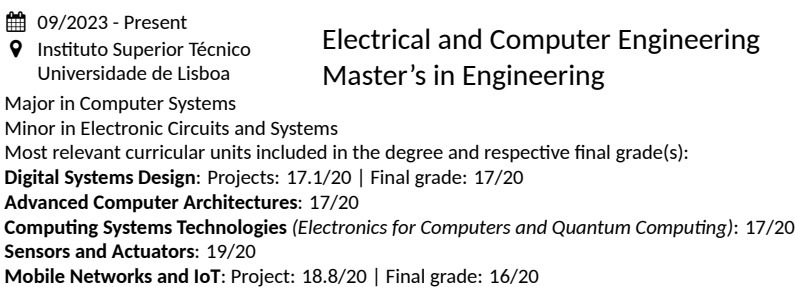 09/2023 - Present
Instituto Superior Técnico
Universidade de Lisboa
Electrical and Computer Engineering
Master’s in Engineering
Major in Computer Systems
Minor in Electronic Circuits and Systems
Most relevant curricular units included in the degree and respective final grade(s):
Digital Systems Design: Projects: 17.1/20 | Final grade: 17/20
Advanced Computer Architectures: 17/20
Computing Systems Technologies (Electronics for Computers and Quantum Computing): 17/20
Sensors and Actuators: 19/20
Mobile Networks and IoT: Project: 18.8/20 | Final grade: 16/20